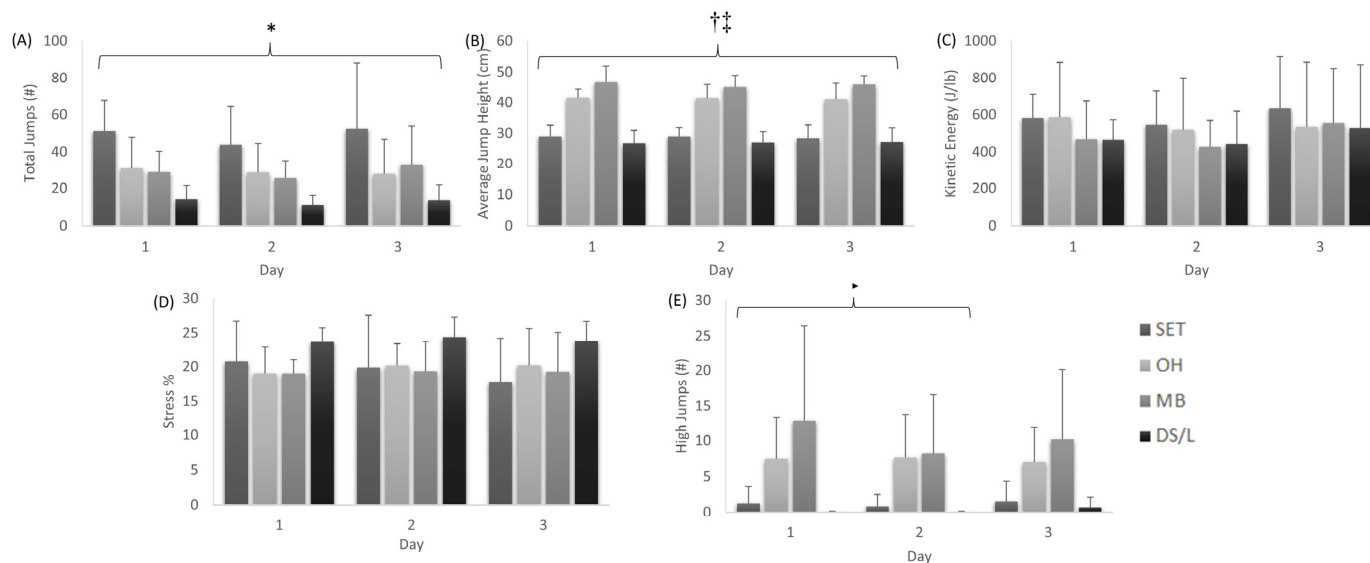 (A)
*
Total Jumps (#)
100
80
60
40
20
0
1 2 3
Day
(B)
†‡
Average Jump Height (cm)
60
50
40
30
20
10
0
1 2 3
Day
(C)
Kinetic Energy (J/lb)
1000
800
600
400
200
0
1 2 3
Day
(D)
Stress %
30
25
20
15
10
5
0
1 2 3
Day
(E)
▸
High Jumps (#)
30
25
20
15
10
5
0
1 2 3
Day
SET
OH
MB
DS/L